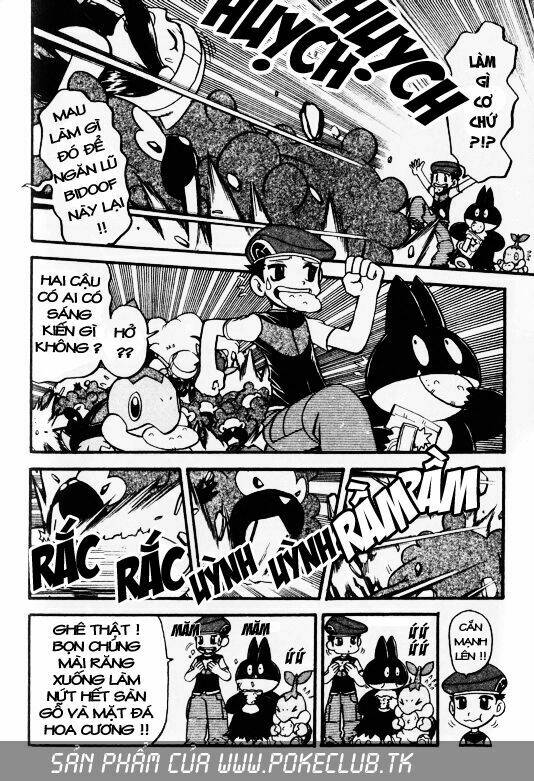 HUỴCH
HUỴCH
LÀM
GÌ
CƠ
CHỨ
?!?
MAU
LÀM GÌ
ĐÓ ĐỂ
NGĂN LŨ
BIDOOF
NÀY LẠI
!!
HAI CẬU
CÓ AI CÓ
SÁNG
KIẾN GÌ
KHÔNG ?
HỞ
??
RẮC
RẮC
UỲNH
UỲNH
RẦM
RẦM
GHÊ THẬT !
BỌN CHÚNG
MÀI RĂNG
XUỐNG LÀM
NỨT HẾT SÀN
GỖ VÀ MẶT ĐÁ
HOA CƯƠNG !!
MĂM
MĂM
Ứ Ứ
Ứ Ứ
Ứ
CẮN
MẠNH
LÊN !!
SẢN PHẨM CỦA WWW.POKECLUB.TK